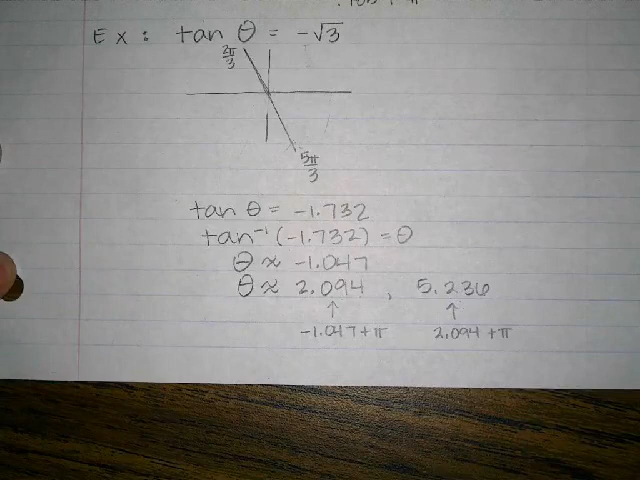 Ex: tan θ = -√3
2π/3
5π/3
tan θ = -1.732
tan⁻¹(-1.732) = θ
θ ≈ -1.047
θ ≈ 2.094 , 5.236
↑ ↑
-1.047+π 2.094+π